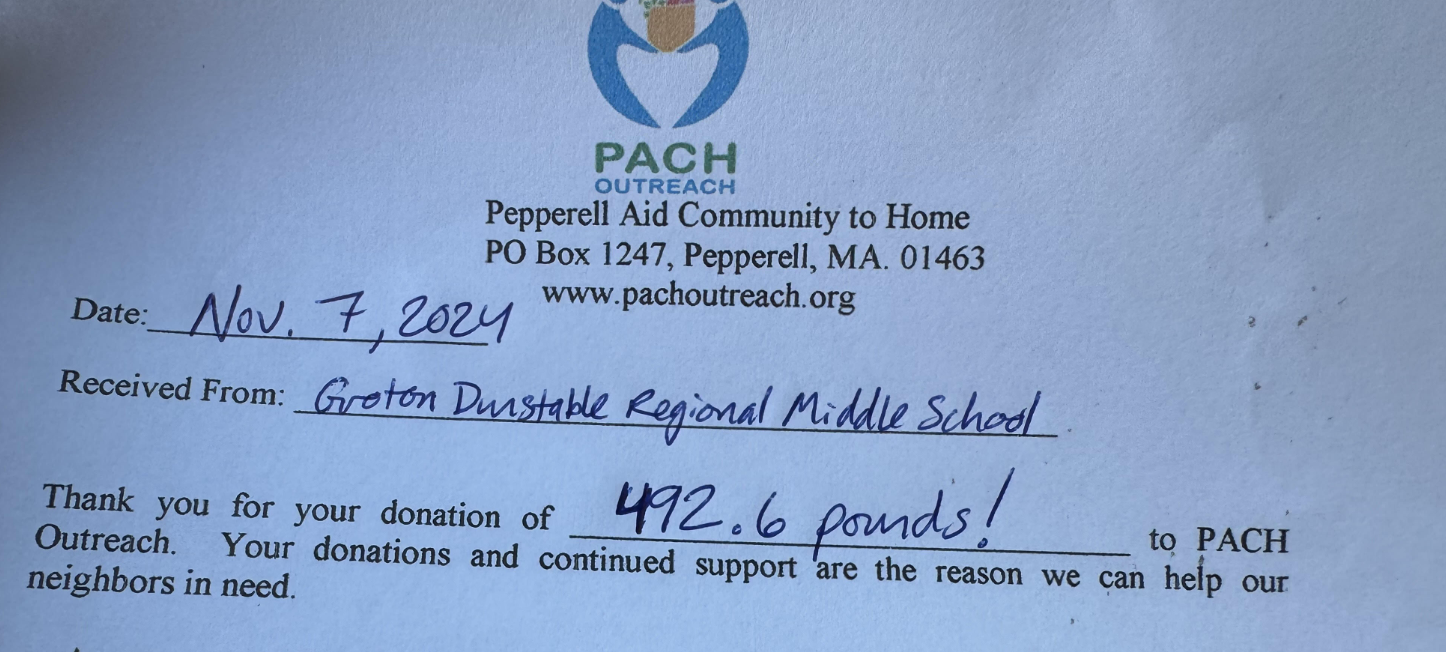 PACH
OUTREACH
Pepperell Aid Community to Home
PO Box 1247, Pepperell, MA. 01463
www.pachoutreach.org
Date: Nov. 7, 2024
Received From: Groton Dunstable Regional Middle School
Thank you for your donation of 492.6 pounds! to PACH
Outreach. Your donations and continued support are the reason we can help our
neighbors in need.